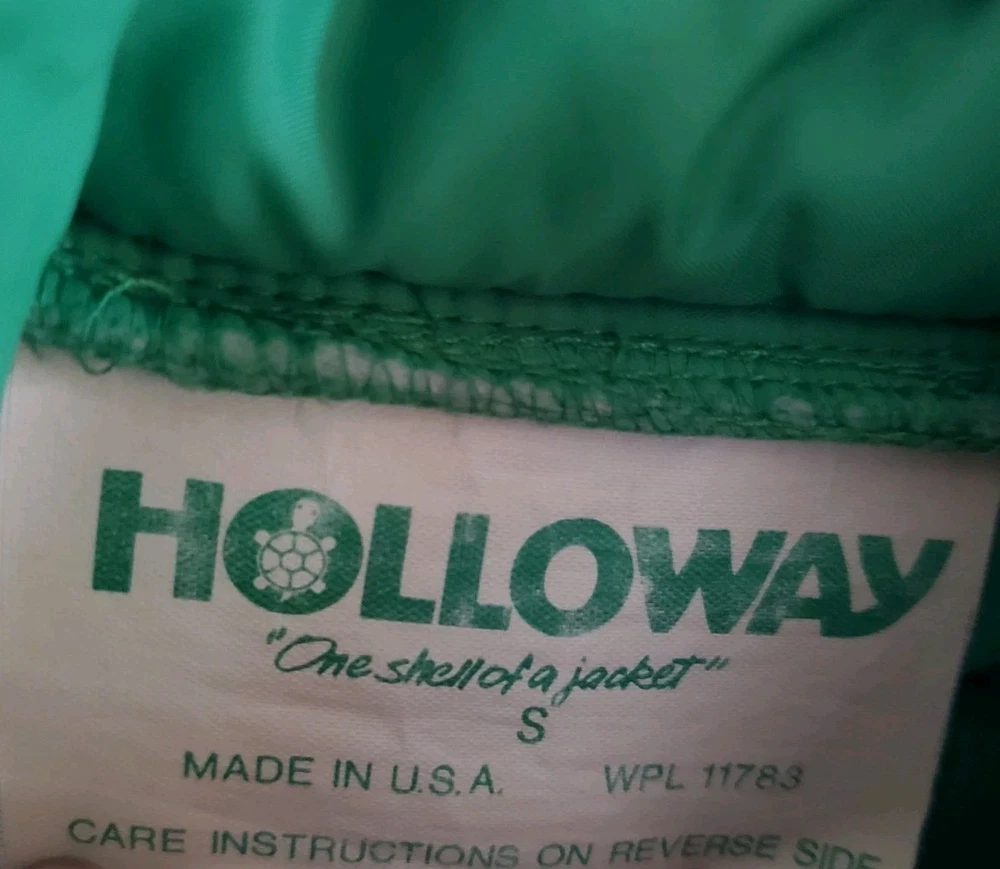 HOLLOWAY
"One shell of a jacket"
S
MADE IN U.S.A. WPL 11783
CARE INSTRUCTIONS ON REVERSE SIDE